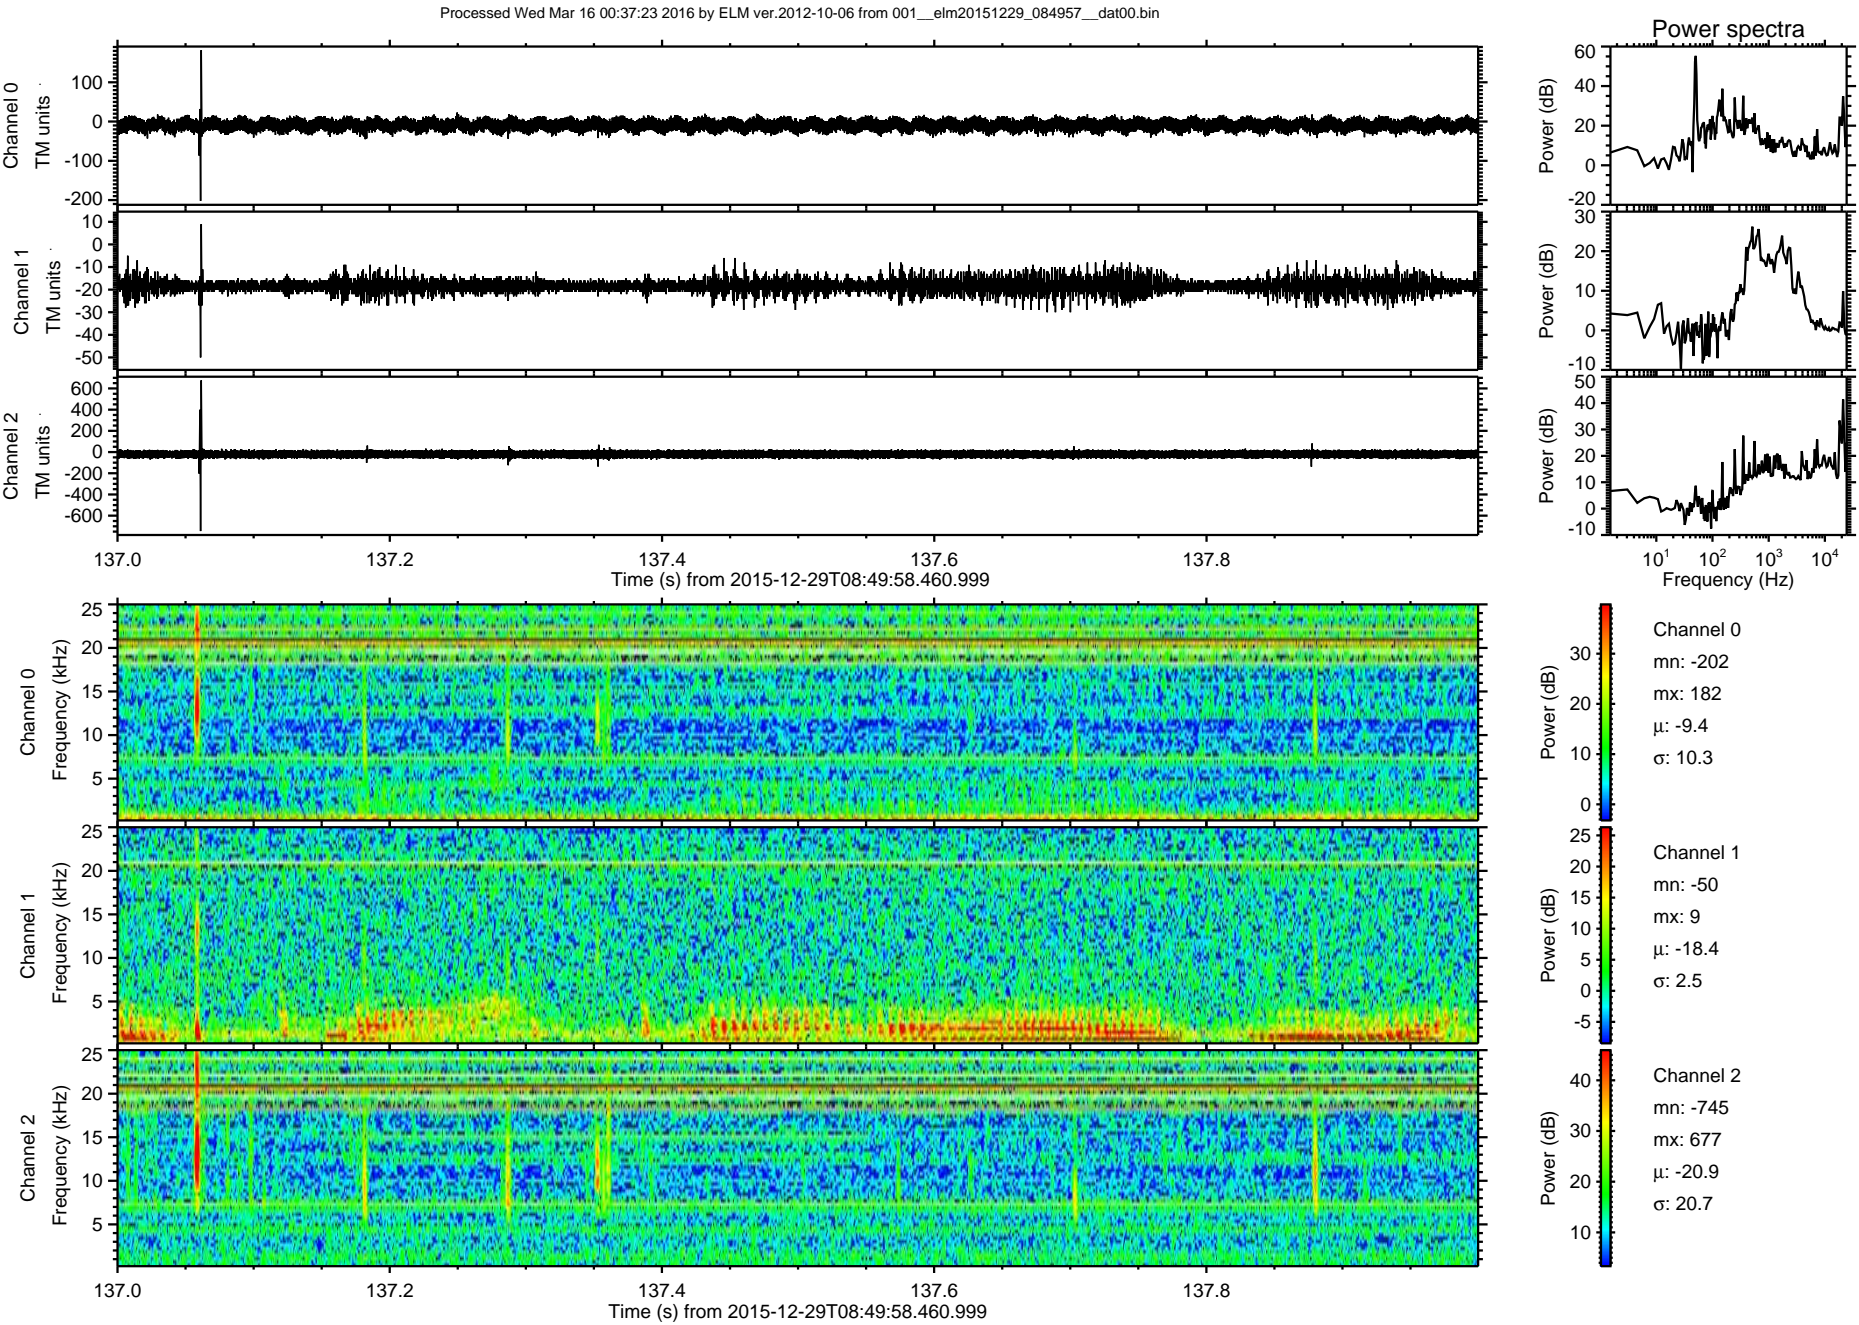 Processed Wed Mar 16 00:37:23 2016 by ELM ver.2012-10-06 from 001__elm20151229_084957__dat00.bin
Power spectra
Channel 0
TM units
100
0
-100
-200
Power (dB)
60
40
20
0
-20
Channel 1
TM units
10
0
-10
-20
-30
-40
-50
Power (dB)
30
20
10
0
-10
Channel 2
TM units
600
400
200
0
-200
-400
-600
Power (dB)
50
40
30
20
10
0
-10
137.0 137.2 137.4 137.6 137.8
Time (s) from 2015-12-29T08:49:58.460.999
10¹ 10² 10³ 10⁴
Frequency (Hz)
Channel 0
Frequency (kHz)
25
20
15
10
5
Power (dB)
30
20
10
0
Channel 0
mn: -202
mx: 182
μ: -9.4
σ: 10.3
Channel 1
Frequency (kHz)
25
20
15
10
5
Power (dB)
25
20
15
10
5
0
-5
Channel 1
mn: -50
mx: 9
μ: -18.4
σ: 2.5
Channel 2
Frequency (kHz)
25
20
15
10
5
Power (dB)
40
30
20
10
Channel 2
mn: -745
mx: 677
μ: -20.9
σ: 20.7
137.0 137.2 137.4 137.6 137.8
Time (s) from 2015-12-29T08:49:58.460.999